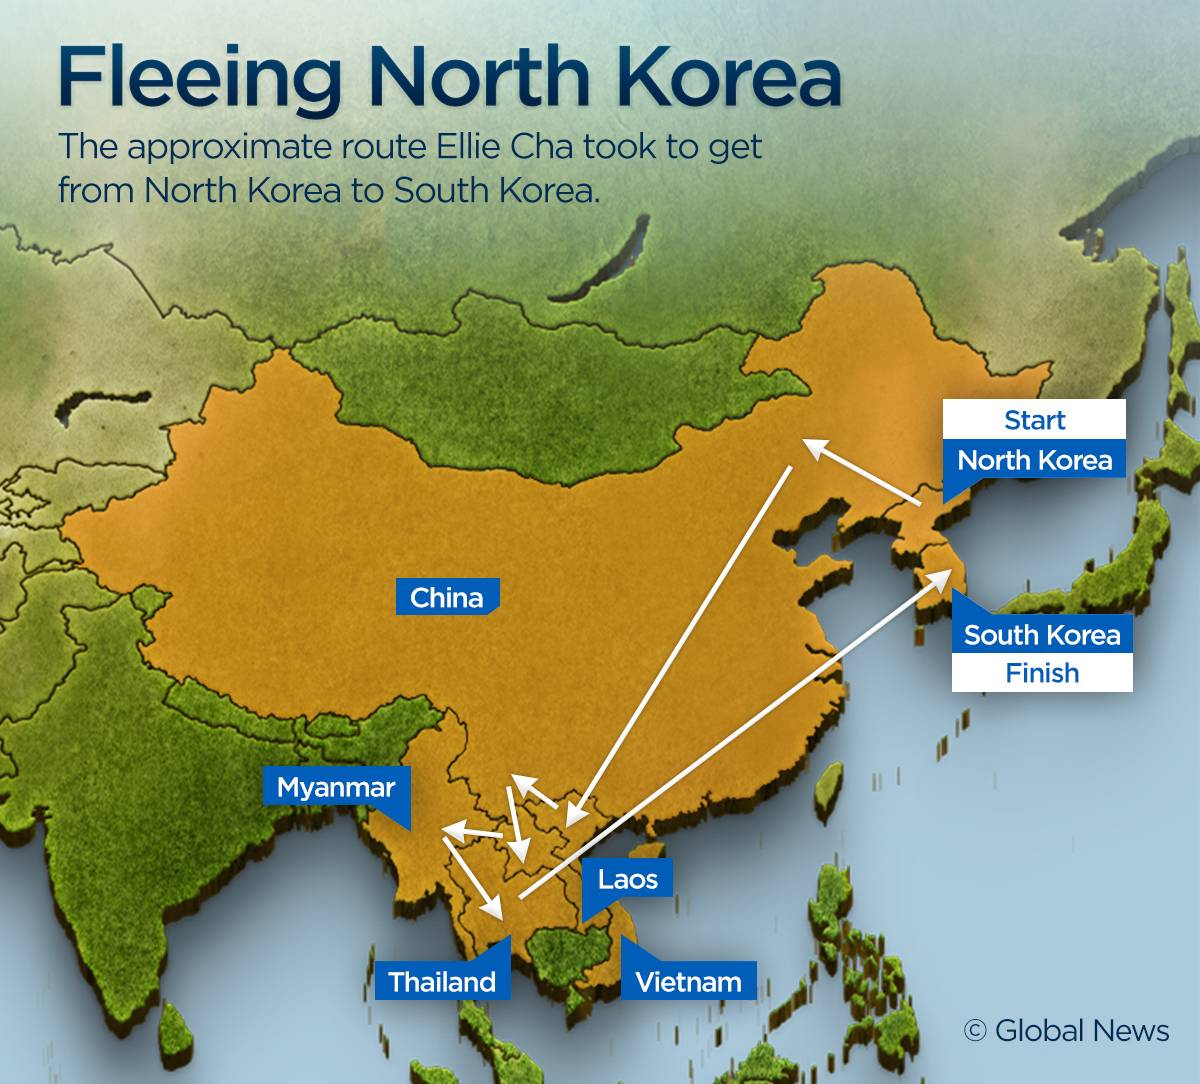 Fleeing North Korea
The approximate route Ellie Cha took to get
from North Korea to South Korea.
Start
North Korea
China
South Korea
Finish
Myanmar
Laos
Thailand
Vietnam
© Global News